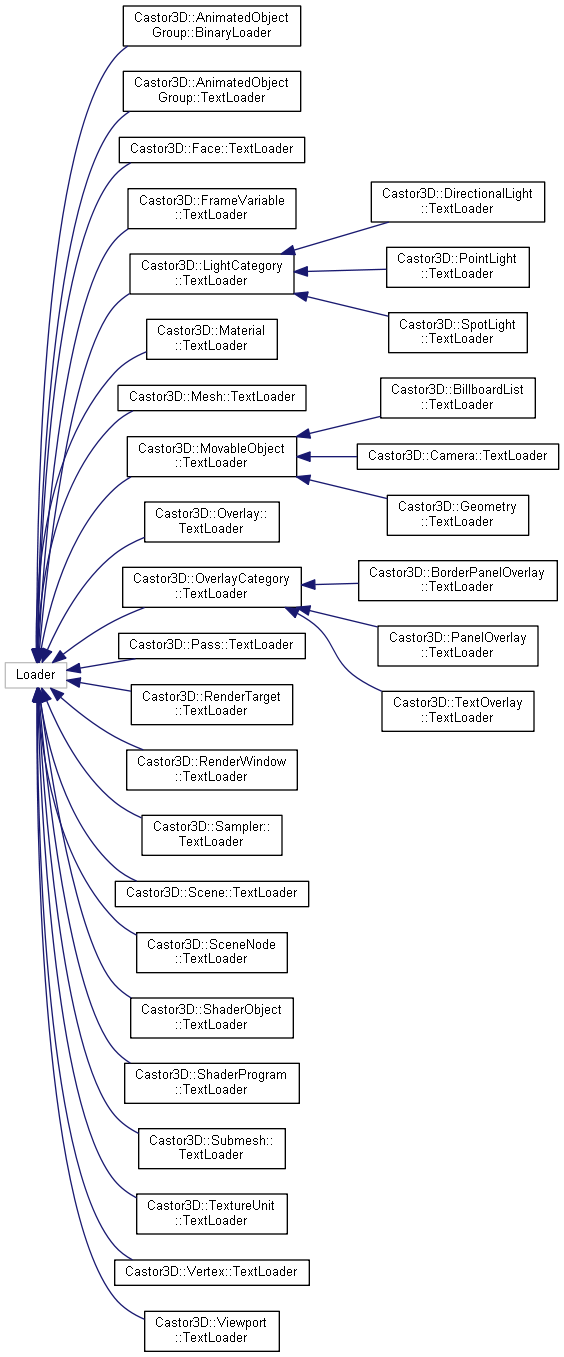 Castor3D::AnimatedObject
Group::BinaryLoader
Castor3D::AnimatedObject
Group::TextLoader
Castor3D::Face::TextLoader
Castor3D::FrameVariable
::TextLoader
Castor3D::DirectionalLight
::TextLoader
Castor3D::LightCategory
::TextLoader
Castor3D::PointLight
::TextLoader
Castor3D::SpotLight
::TextLoader
Castor3D::Material
::TextLoader
Castor3D::Mesh::TextLoader
Castor3D::BillboardList
::TextLoader
Castor3D::MovableObject
::TextLoader
Castor3D::Camera::TextLoader
Castor3D::Geometry
::TextLoader
Castor3D::Overlay::
TextLoader
Castor3D::OverlayCategory
::TextLoader
Castor3D::BorderPanelOverlay
::TextLoader
Castor3D::PanelOverlay
::TextLoader
Castor3D::Pass::TextLoader
Loader
Castor3D::RenderTarget
::TextLoader
Castor3D::TextOverlay
::TextLoader
Castor3D::RenderWindow
::TextLoader
Castor3D::Sampler::
TextLoader
Castor3D::Scene::TextLoader
Castor3D::SceneNode
::TextLoader
Castor3D::ShaderObject
::TextLoader
Castor3D::ShaderProgram
::TextLoader
Castor3D::Submesh::
TextLoader
Castor3D::TextureUnit
::TextLoader
Castor3D::Vertex::TextLoader
Castor3D::Viewport
::TextLoader